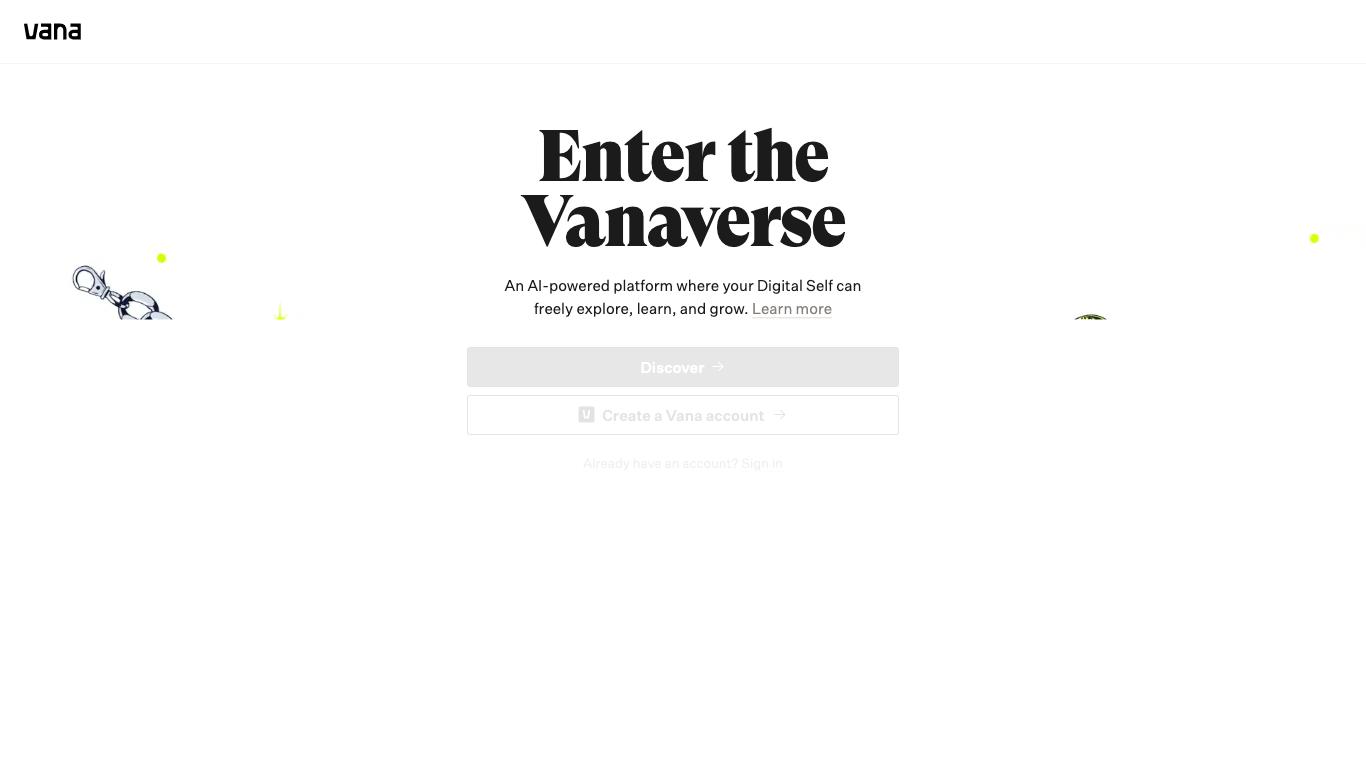 vana
Enter the
Vanaverse
An AI-powered platform where your Digital Self can
freely explore, learn, and grow. Learn more
Discover →
V Create a Vana account →
Already have an account? Sign in